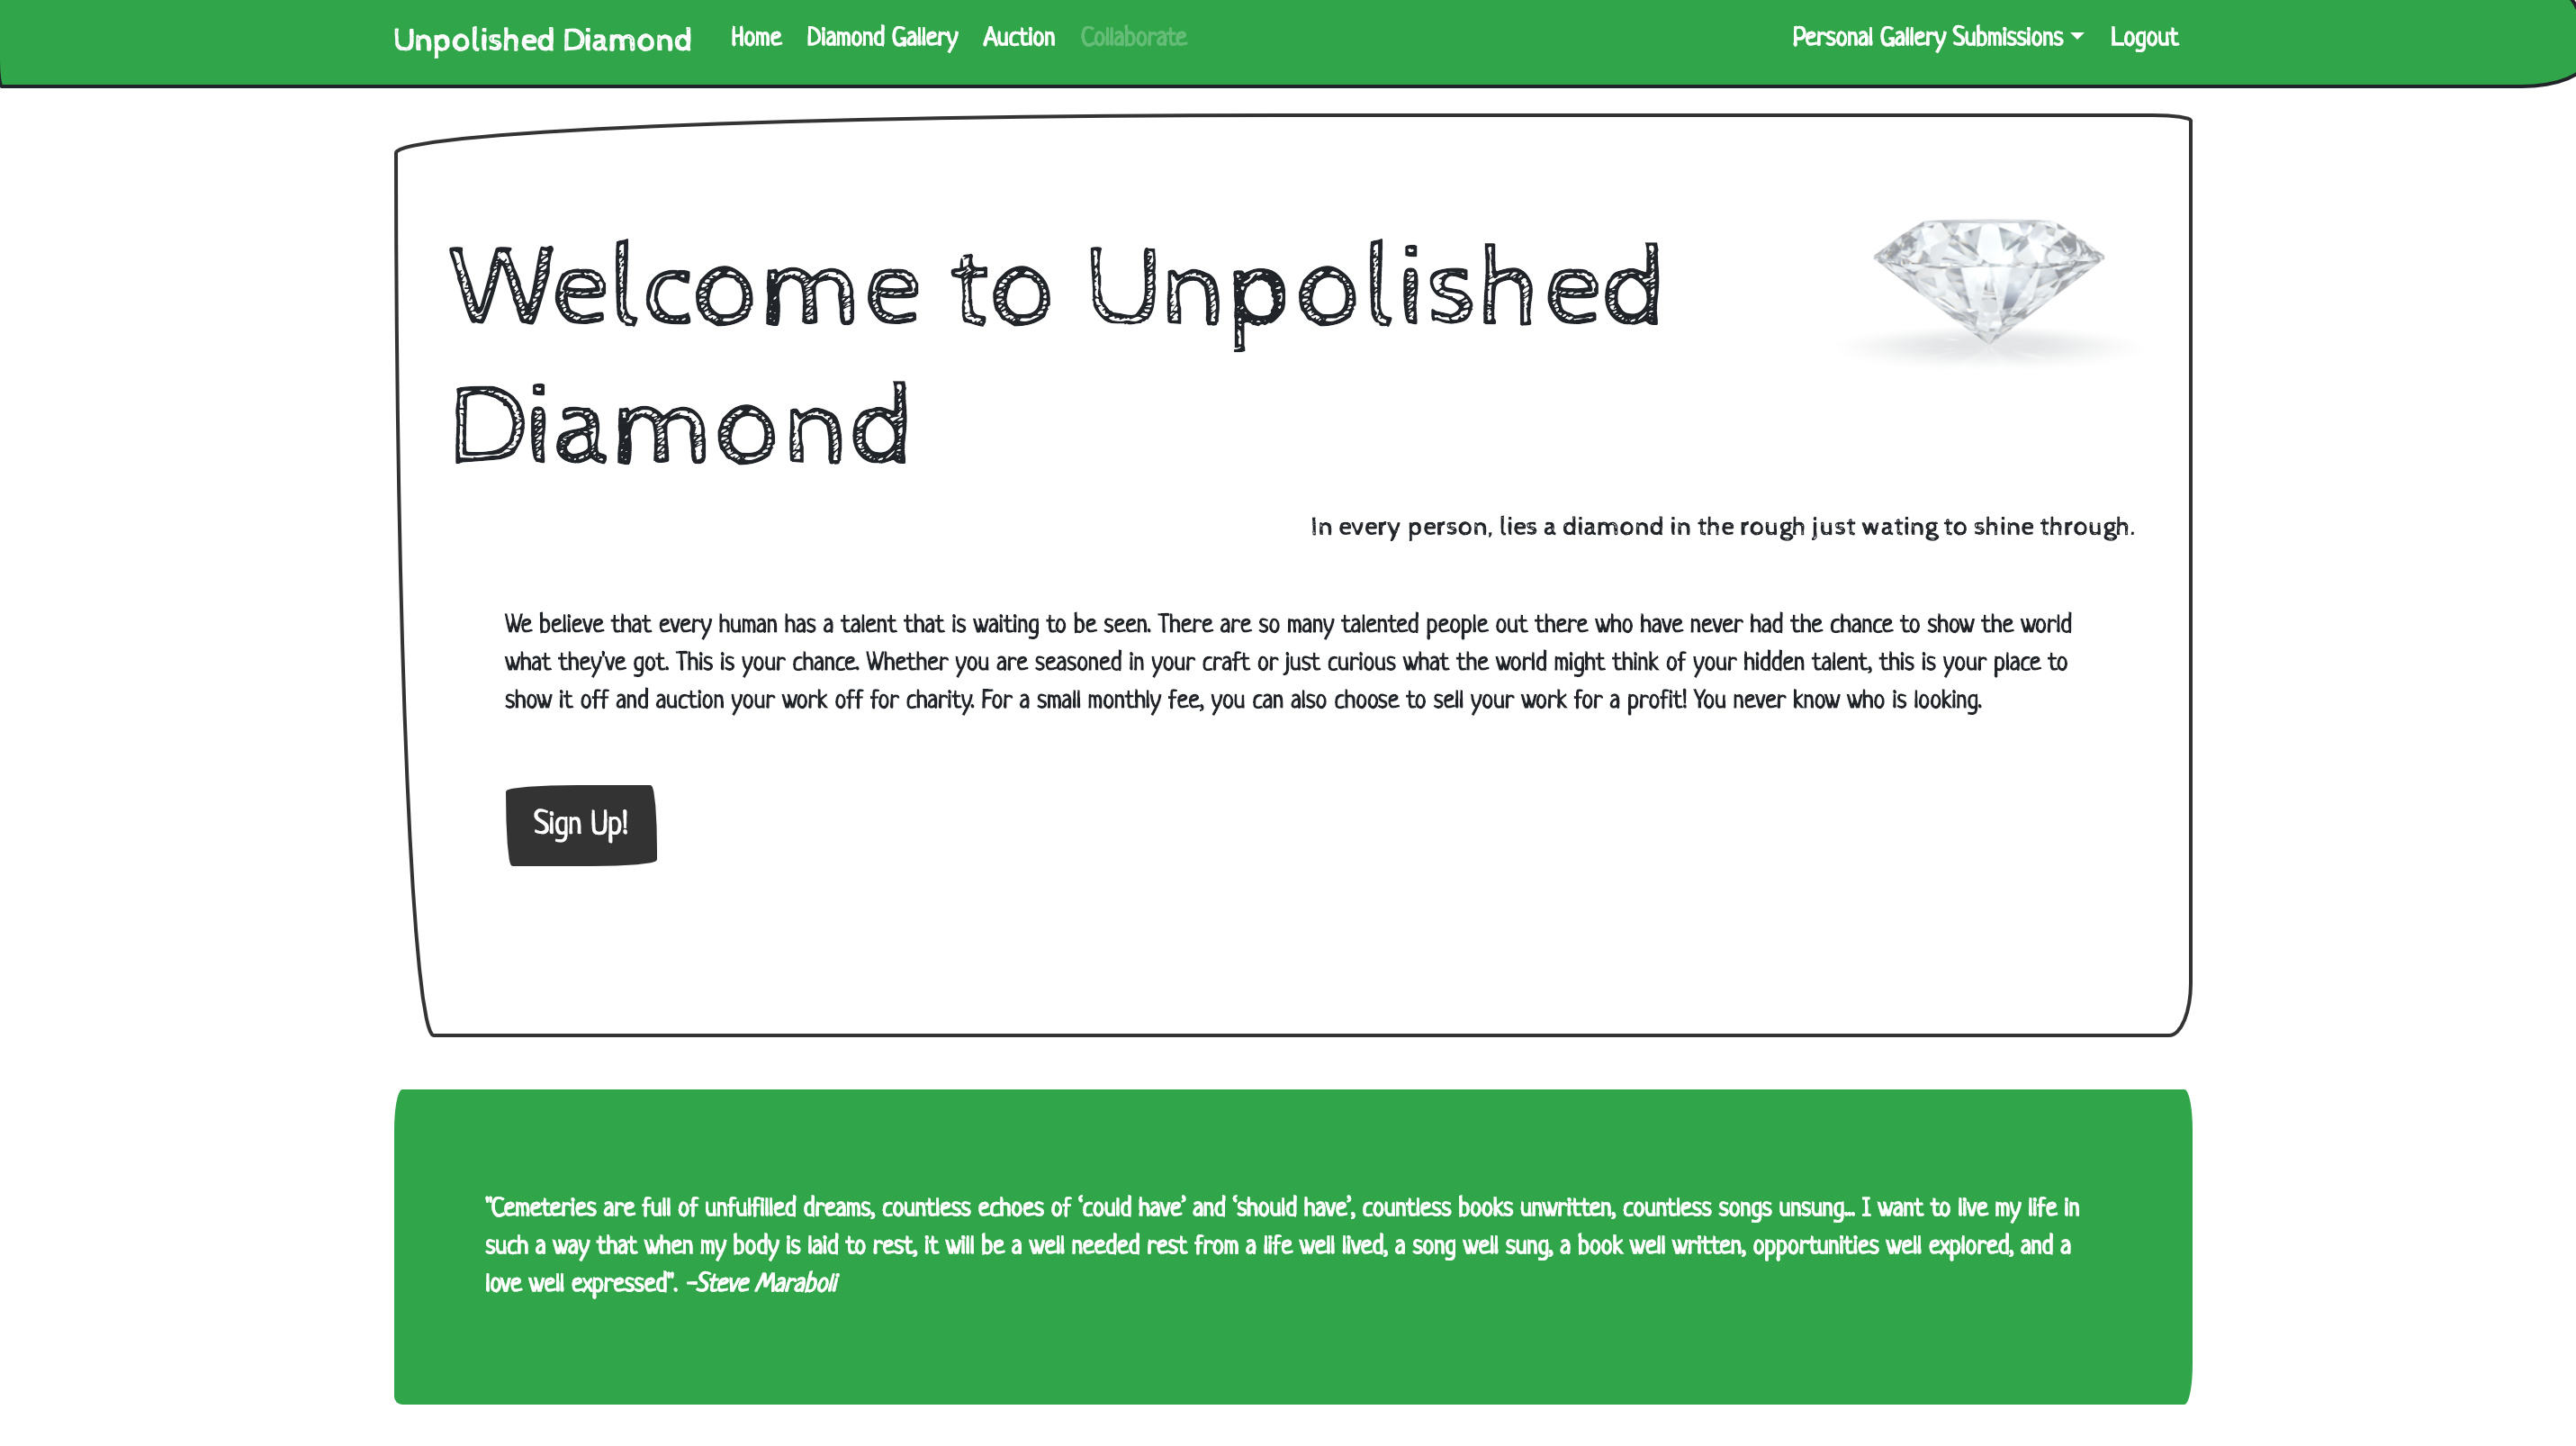 Unpolished Diamond Home Diamond Gallery Auction Collaborate Personal Gallery Submissions Logout
Welcome to Unpolished
Diamond
In every person, lies a diamond in the rough just wating to shine through.
We believe that every human has a talent that is waiting to be seen. There are so many talented people out there who have never had the chance to show the world
what they've got. This is your chance. Whether you are seasoned in your craft or just curious what the world might think of your hidden talent, this is your place to
show it off and auction your work off for charity. For a small monthly fee, you can also choose to sell your work for a profit! You never know who is looking.
Sign Up!
"Cemeteries are full of unfulfilled dreams, countless echoes of ‘could have’ and ‘should have’, countless books unwritten, countless songs unsung... I want to live my life in
such a way that when my body is laid to rest, it will be a well needed rest from a life well lived, a song well sung, a book well written, opportunities well explored, and a
love well expressed". -Steve Maraboli